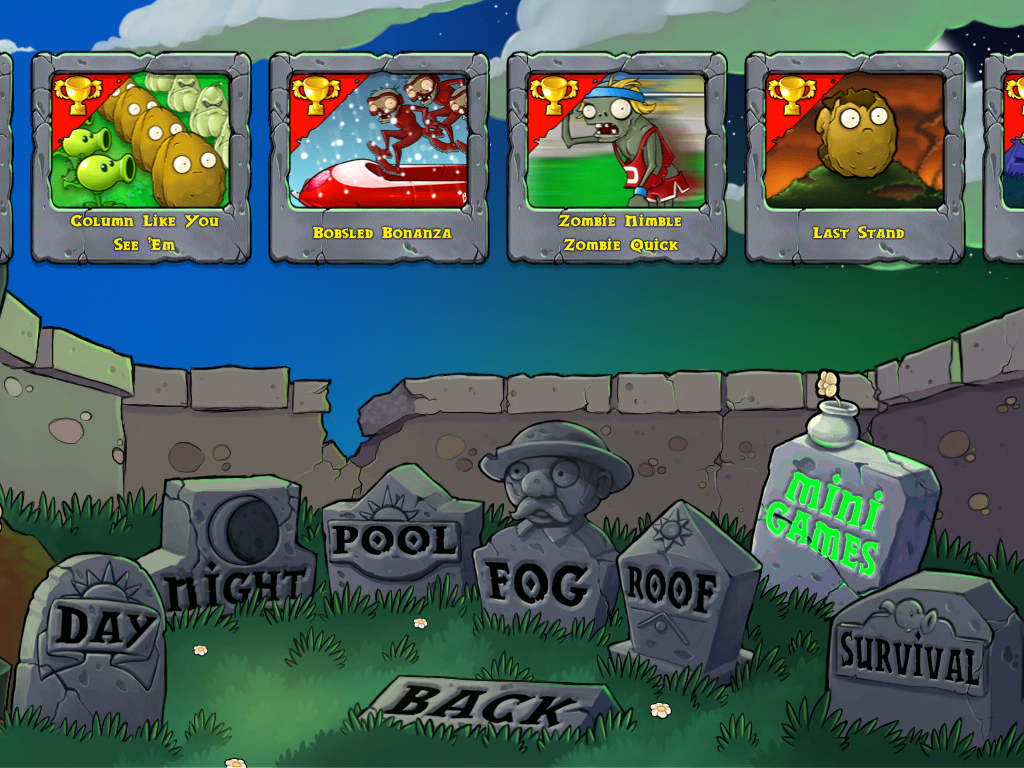 Column Like You
See 'Em
Bobsled Bonanza
Zombie Nimble
Zombie Quick
Last Stand
DAY
NIGHT
POOL
FOG
ROOF
mini
GAMES
SURVIVAL
BACK